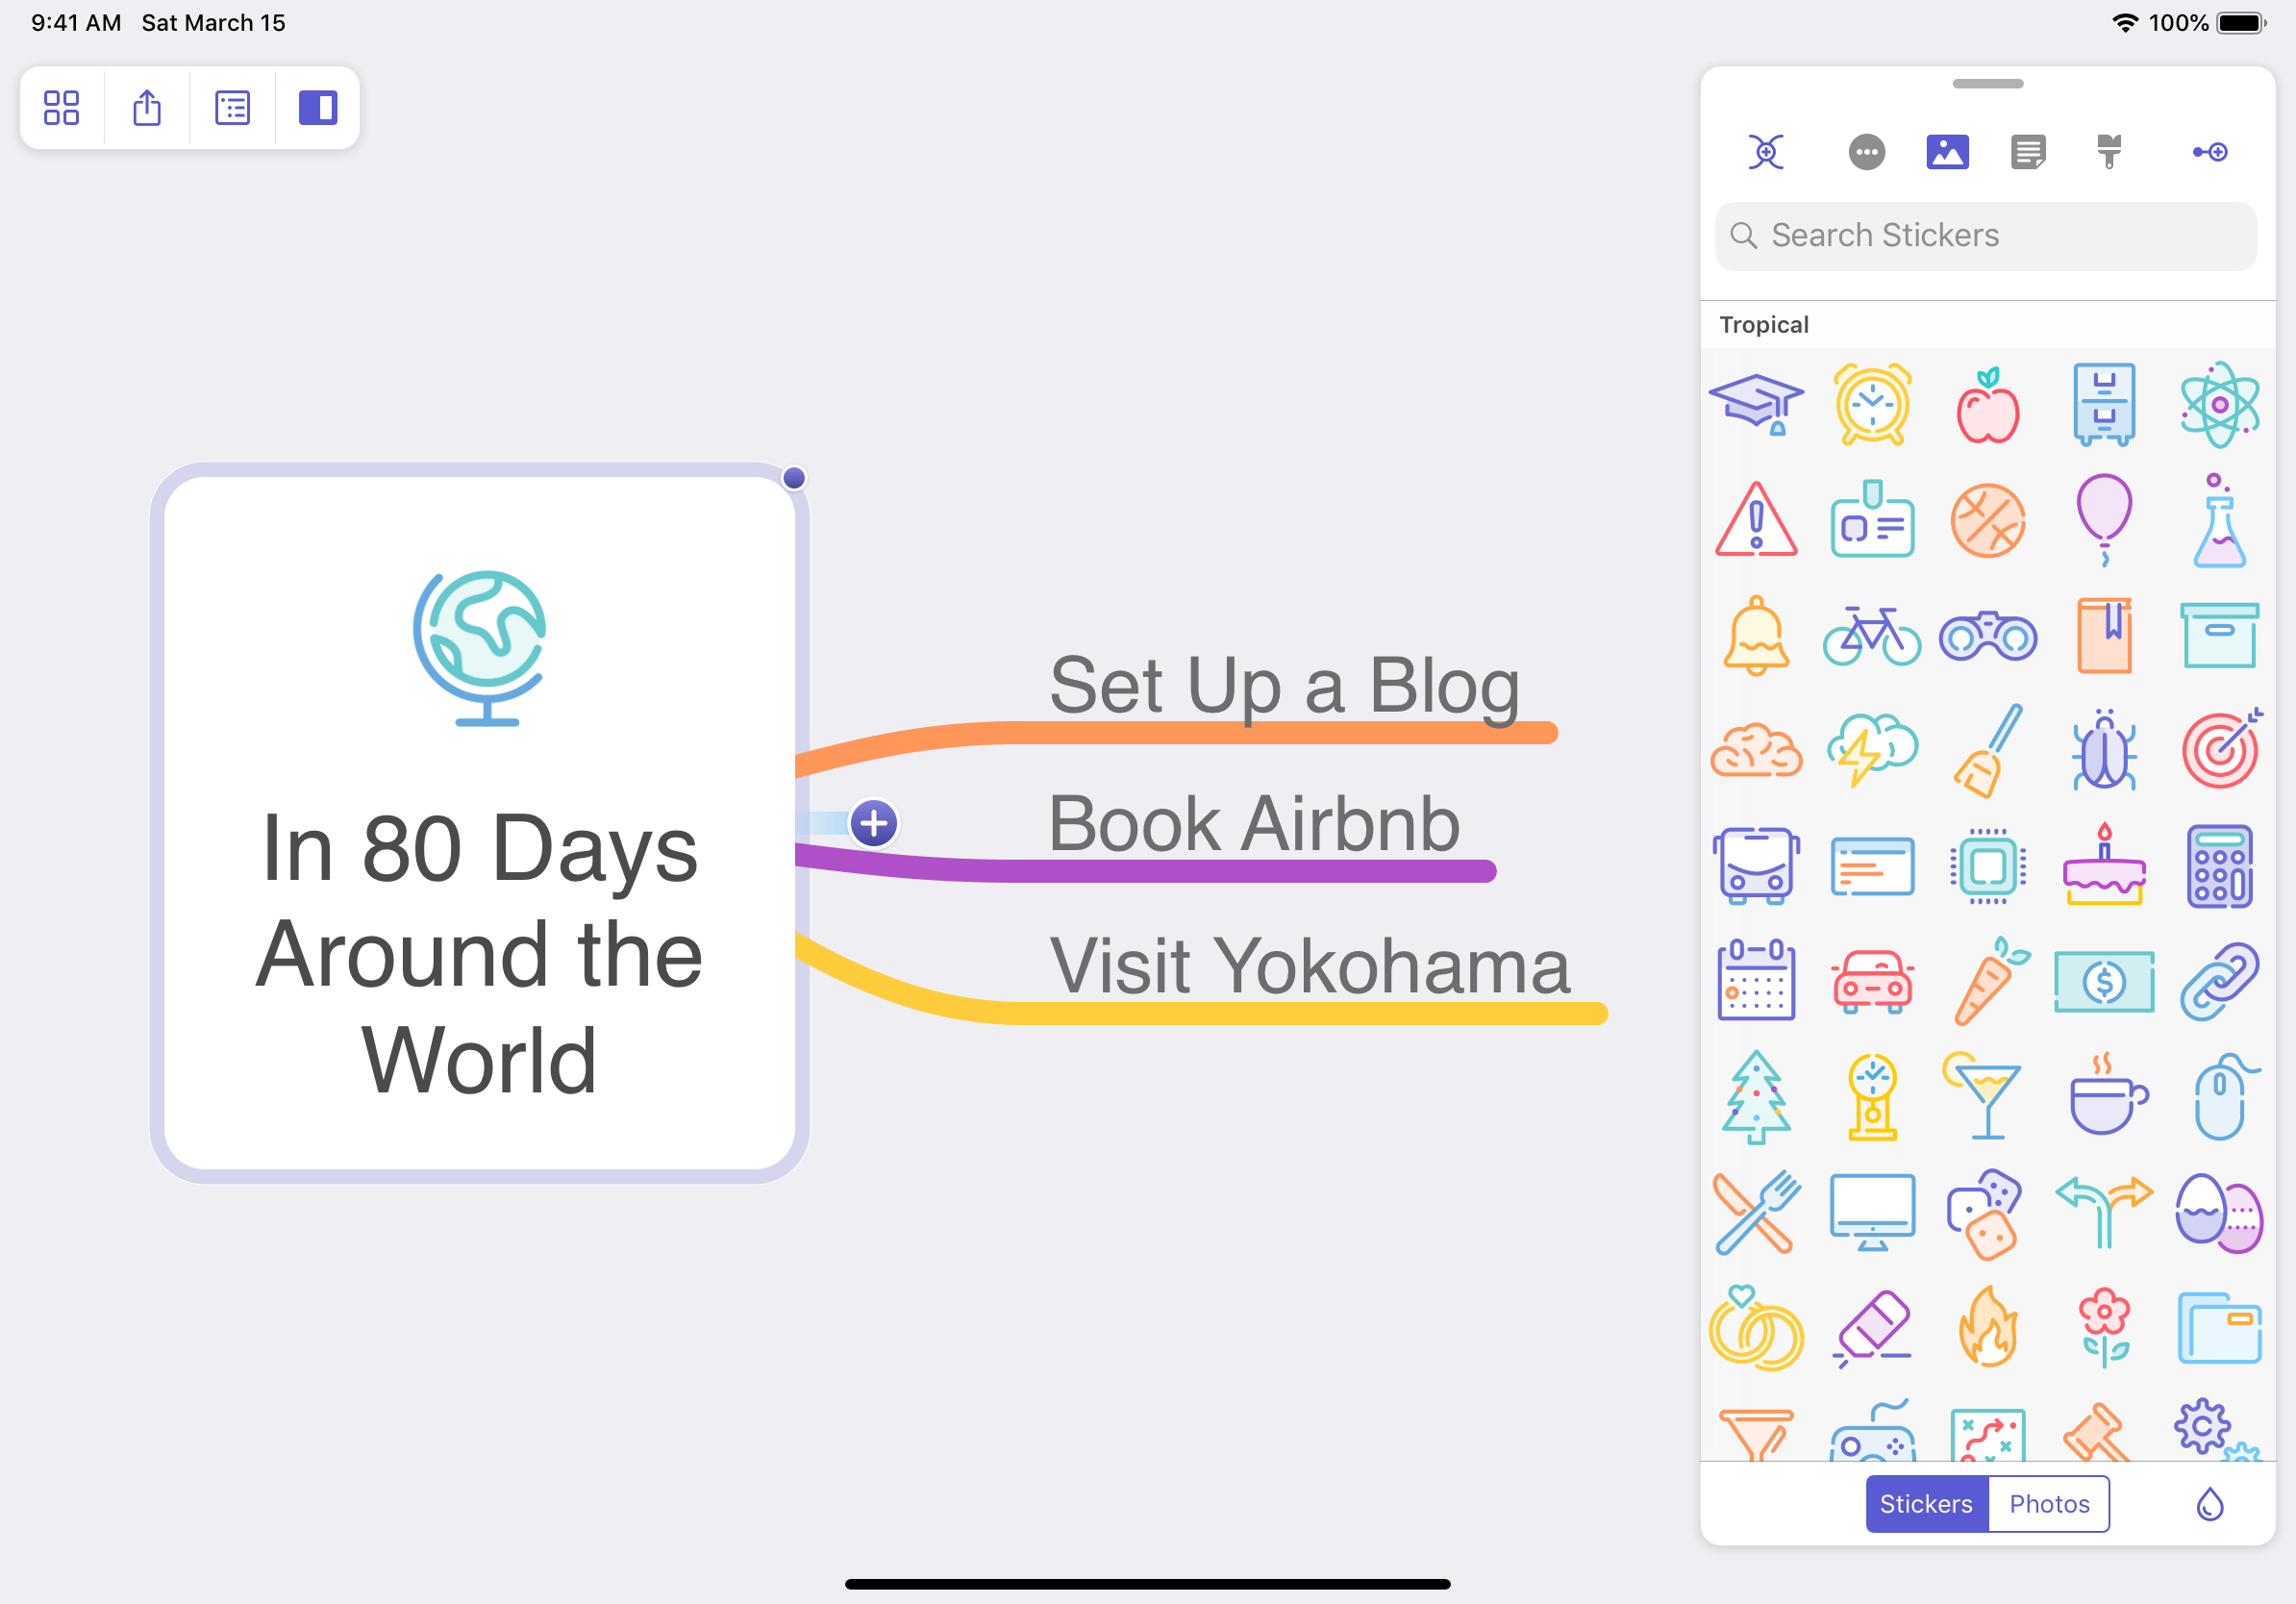 9:41 AM Sat March 15
100%
Search Stickers
Tropical
In 80 Days
Around the
World
Set Up a Blog
Book Airbnb
Visit Yokohama
Stickers
Photos